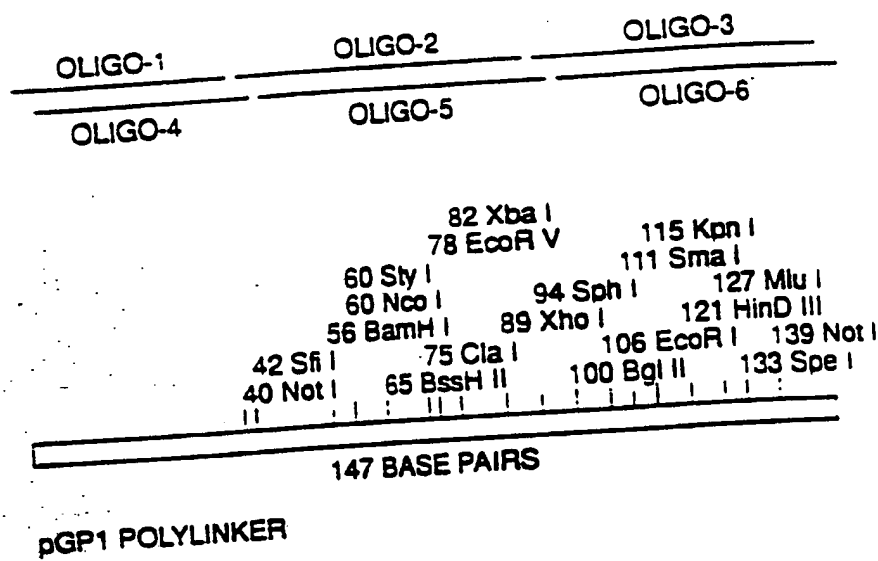 OLIGO-1 OLIGO-2 OLIGO-3
OLIGO-4 OLIGO-5 OLIGO-6
82 Xba I
78 EcoR V
115 Kpn I
111 Sma I
60 Sty I
60 Nco I
56 BamH I
94 Sph I
89 Xho I
127 Mlu I
121 HinD III
42 Sfi I
40 Not I
75 Cla I
65 BssH II
106 EcoR I
100 Bgl II
139 Not I
133 Spe I
147 BASE PAIRS
pGP1 POLYLINKER